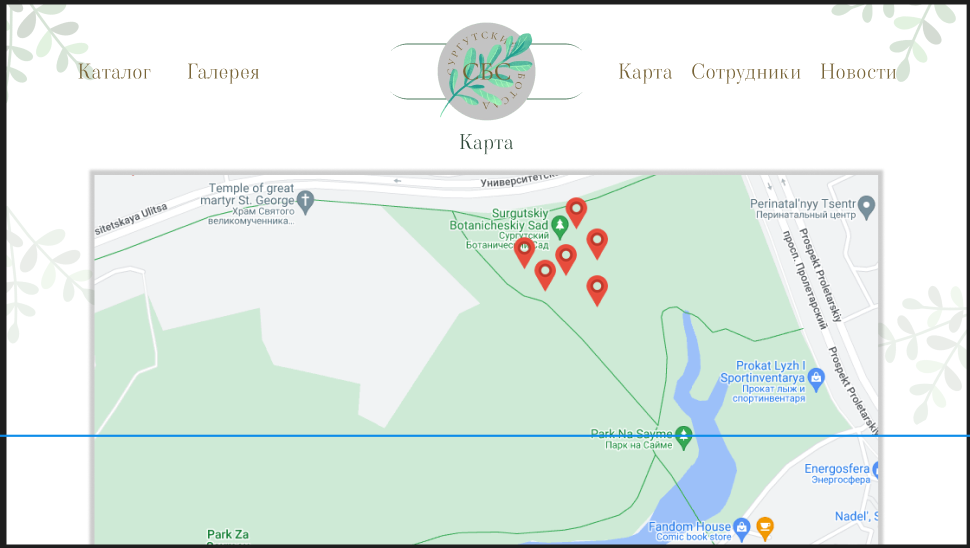 Каталог
Галерея
СУРГУТСКИЙ
СБС
БОТСАД
Карта
Сотрудники
Новости
Карта
Temple of great
martyr St. George
Храм Святого
великомученика...
Университетск
sitetskaya Ulitsa
Surgutskiy
Botanicheskiy Sad
Сургутский
Ботанический Сад
Perinatal'nyy Tsentr
Перинатальный центр
Prospekt Proletarskiy
просп. Пролетарский
Prospekt Proletarskiy
Prokat Lyzh I
Sportinventarya
Прокат лыж и
спортинвентаря
Park Na Sayme
Парк на Сайме
Energosfera
Энергосфера
Nadel', S
Fandom House
Comic book store
Park Za